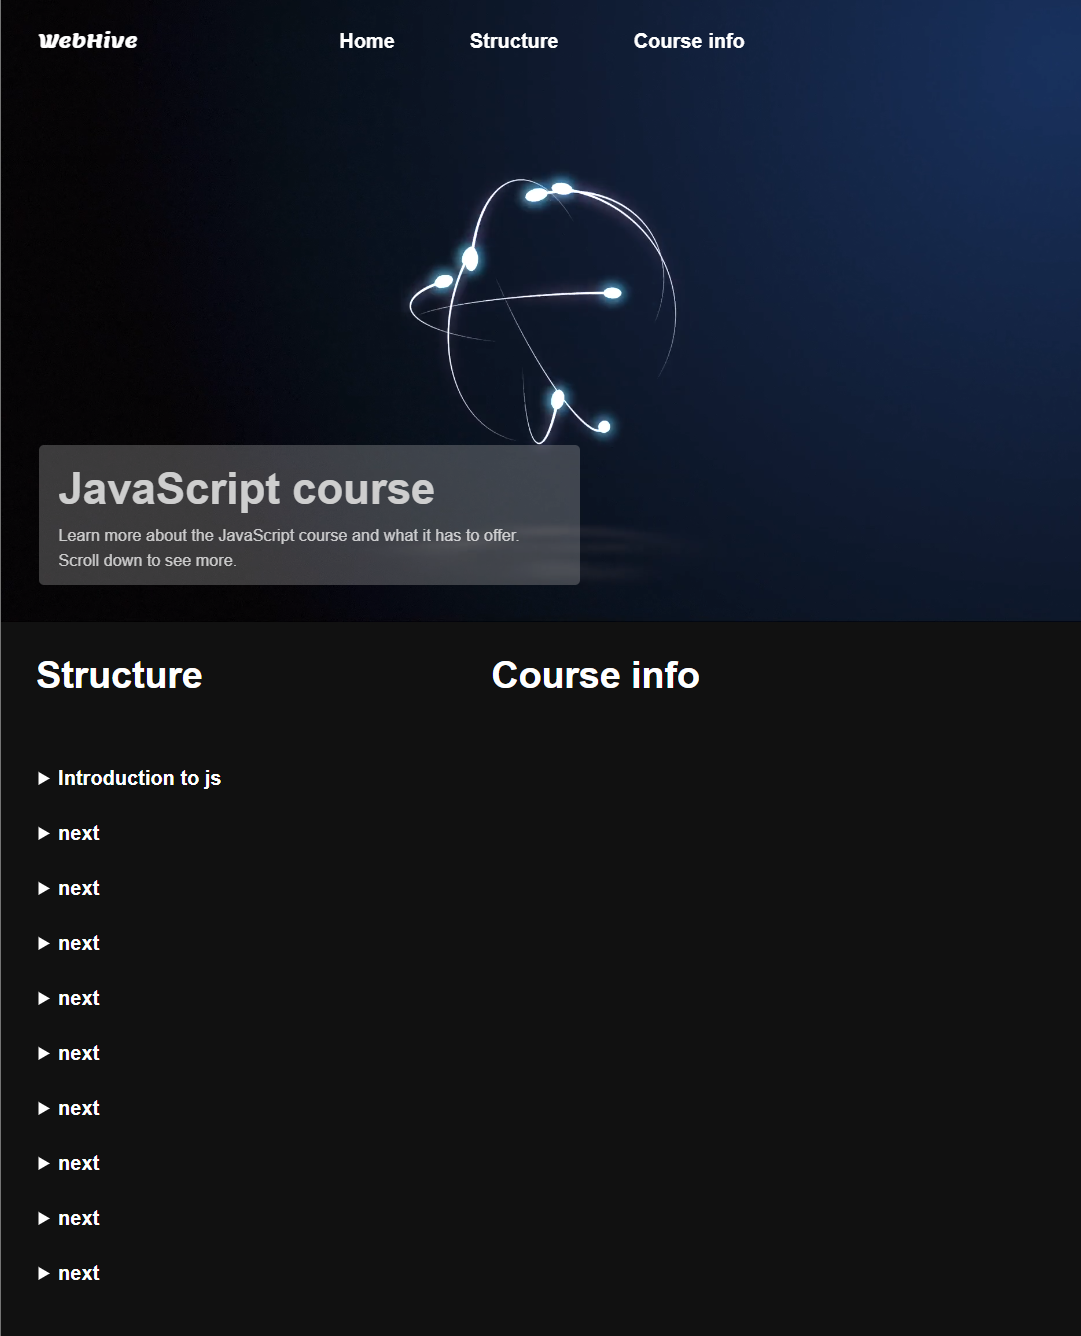 WebHive
Home
Structure
Course info
JavaScript course
Learn more about the JavaScript course and what it has to offer.
Scroll down to see more.
Structure
Course info
Introduction to js
next
next
next
next
next
next
next
next
next